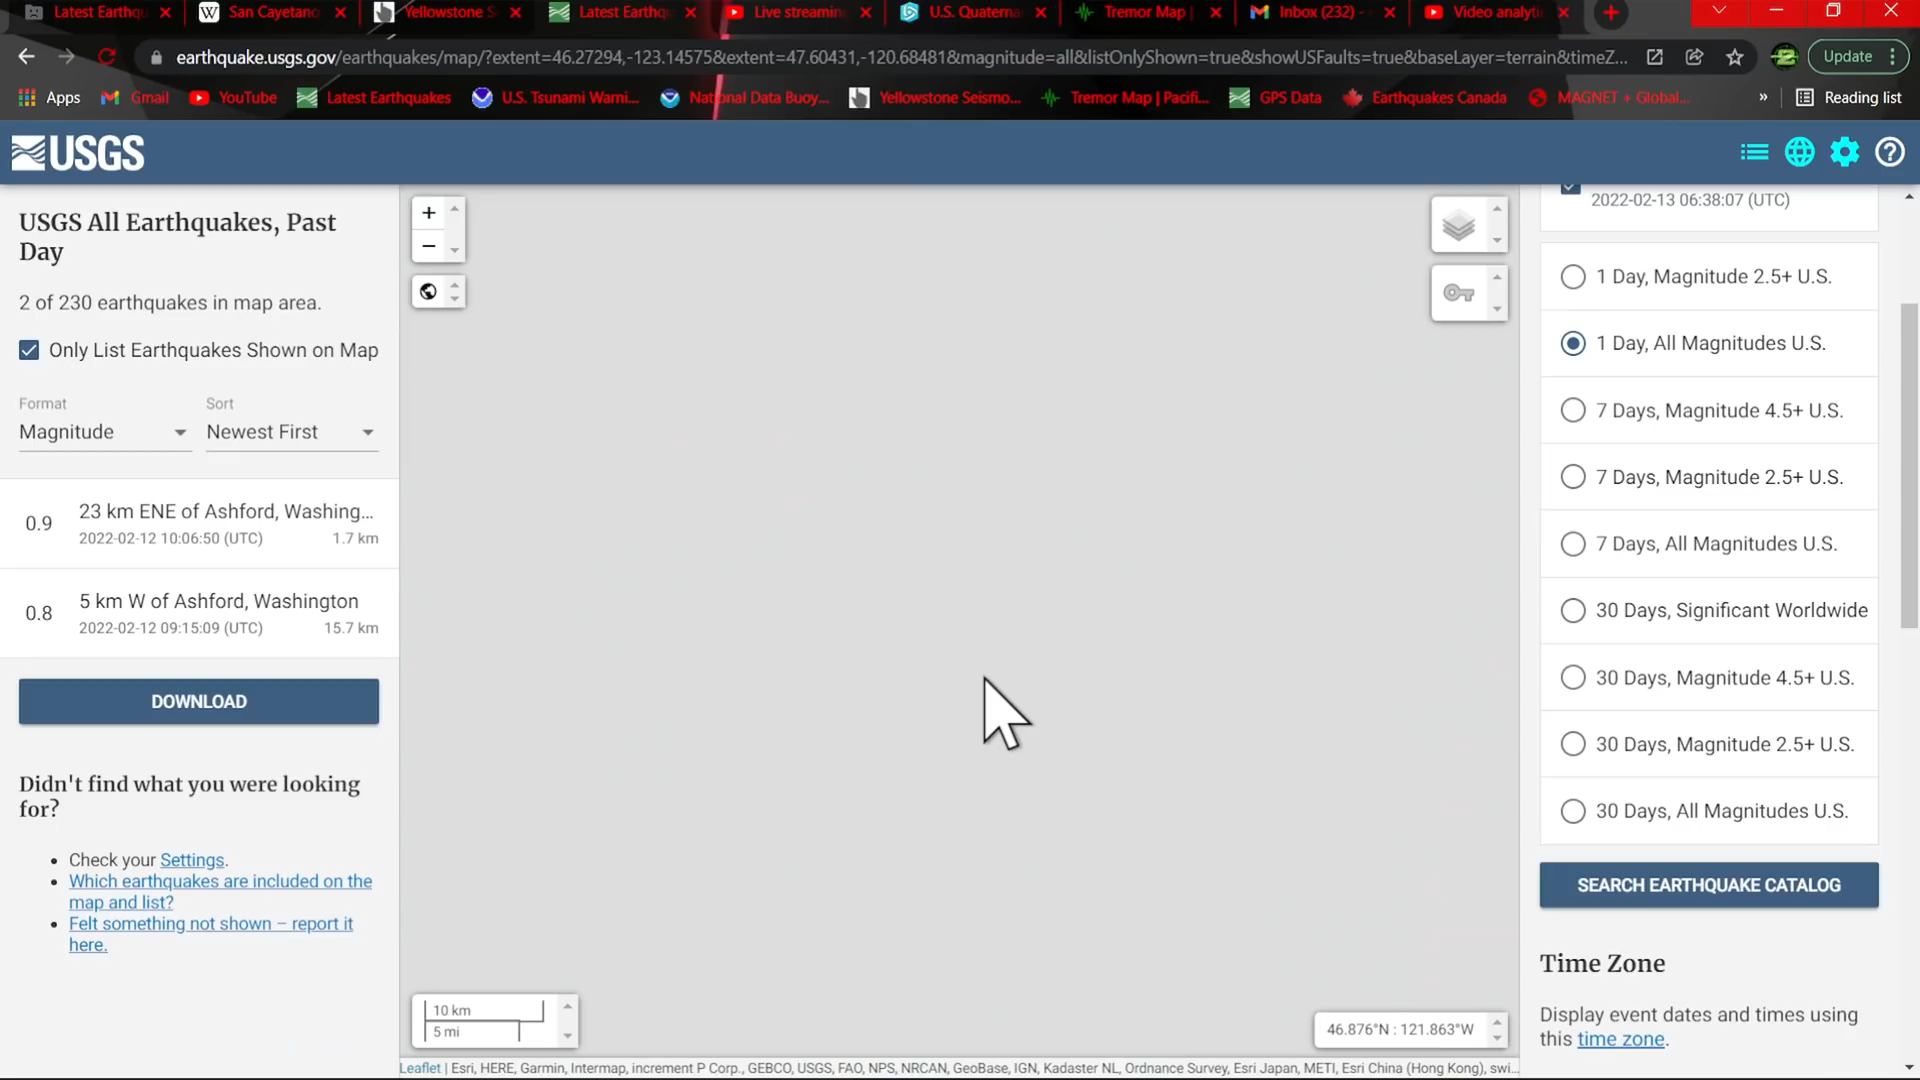 Latest Earthqu
San Cayetano
Yellowstone S
Latest Earthqu
Live streamin
U.S. Quaterna
Tremor Map |
Inbox (232) -
Video analyti
earthquake.usgs.gov/earthquakes/map/?extent=46.27294,-123.14575&extent=47.60431,-120.68481&magnitude=all&listOnlyShown=true&showUSFaults=true&baseLayer=terrain&timeZ...
Update
Apps
Gmail
YouTube
Latest Earthquakes
U.S. Tsunami Warni...
National Data Buoy...
Yellowstone Seismo...
Tremor Map | Pacifi...
GPS Data
Earthquakes Canada
MAGNET + Global...
»
Reading list
USGS
USGS All Earthquakes, Past
Day
2 of 230 earthquakes in map area.
Only List Earthquakes Shown on Map
Format
Sort
Magnitude
Newest First
0.9
23 km ENE of Ashford, Washing...
2022-02-12 10:06:50 (UTC)
1.7 km
0.8
5 km W of Ashford, Washington
2022-02-12 09:15:09 (UTC)
15.7 km
DOWNLOAD
Didn't find what you were looking
for?
• Check your Settings.
• Which earthquakes are included on the
map and list?
• Felt something not shown – report it
here.
+
−
10 km
5 mi
46.876°N : 121.863°W
Leaflet | Esri, HERE, Garmin, Intermap, increment P Corp., GEBCO, USGS, FAO, NPS, NRCAN, GeoBase, IGN, Kadaster NL, Ordnance Survey, Esri Japan, METI, Esri China (Hong Kong), swi...
2022-02-13 06:38:07 (UTC)
1 Day, Magnitude 2.5+ U.S.
1 Day, All Magnitudes U.S.
7 Days, Magnitude 4.5+ U.S.
7 Days, Magnitude 2.5+ U.S.
7 Days, All Magnitudes U.S.
30 Days, Significant Worldwide
30 Days, Magnitude 4.5+ U.S.
30 Days, Magnitude 2.5+ U.S.
30 Days, All Magnitudes U.S.
SEARCH EARTHQUAKE CATALOG
Time Zone
Display event dates and times using
this time zone.